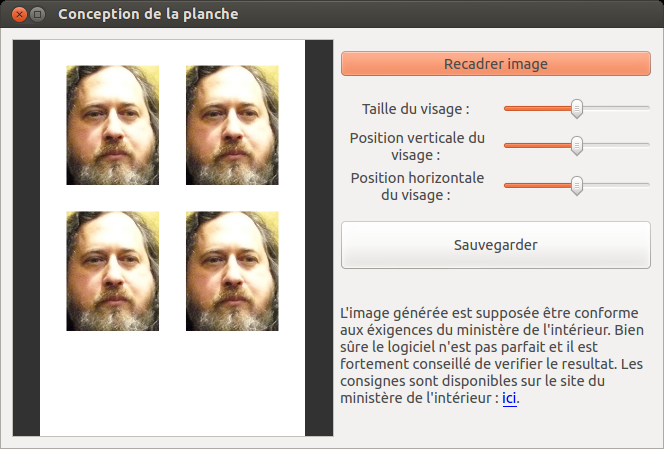 Conception de la planche
Recadrer image
Taille du visage :
Position verticale du
visage :
Position horizontale
du visage :
Sauvegarder
L'image générée est supposée être conforme
aux éxigences du ministère de l'intérieur. Bien
sûre le logiciel n'est pas parfait et il est
fortement conseillé de verifier le resultat. Les
consignes sont disponibles sur le site du
ministère de l'intérieur : ici.